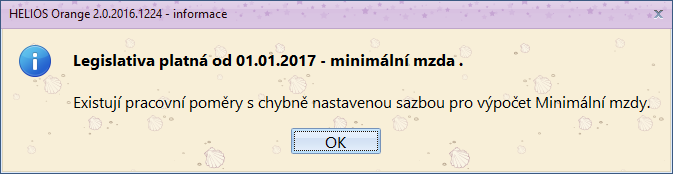 HELIOS Orange 2.0.2016.1224 - informace
Legislativa platná od 01.01.2017 - minimální mzda .
Existují pracovní poměry s chybně nastavenou sazbou pro výpočet Minimální mzdy.
OK